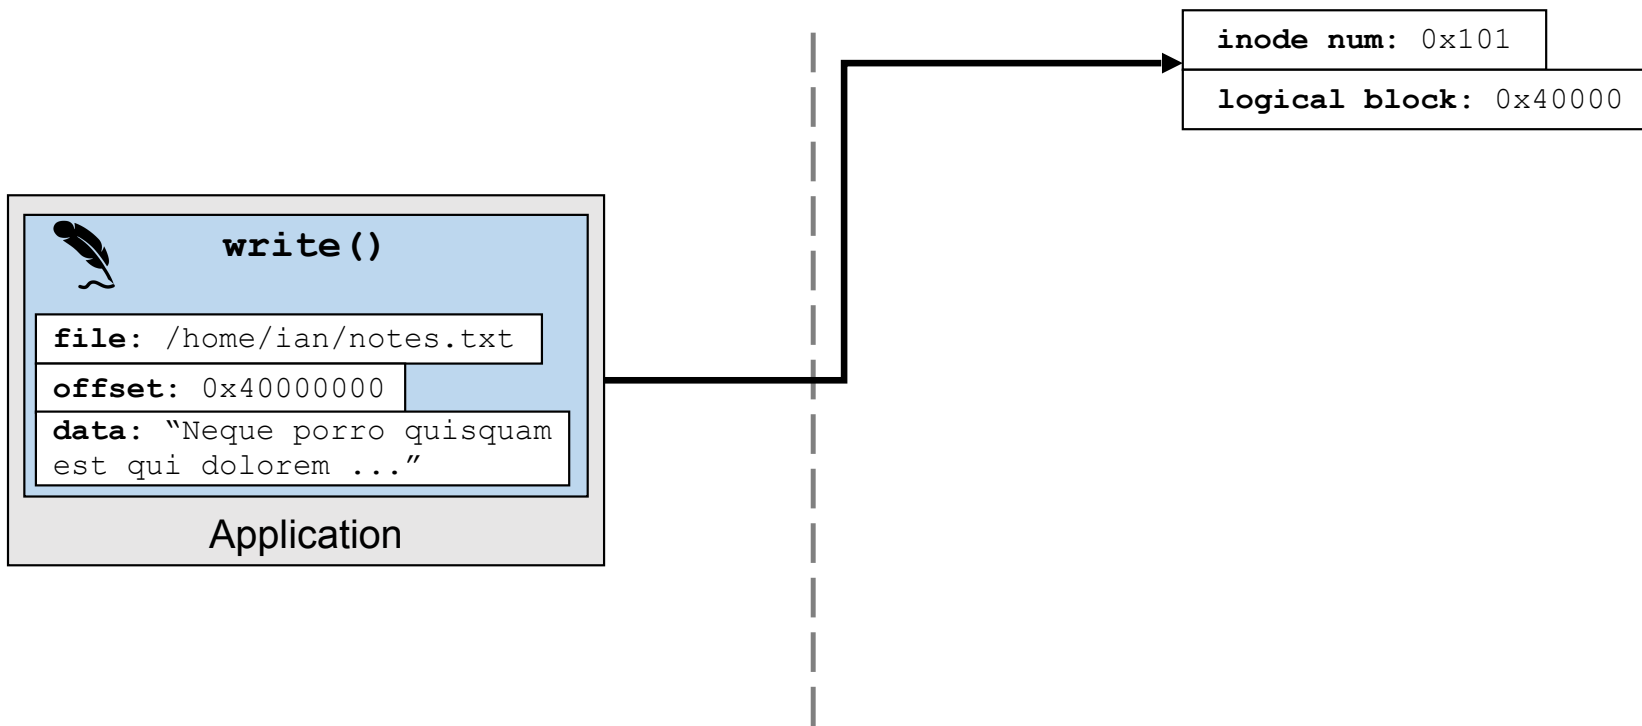 inode num: 0x101
logical block: 0x40000
write()
file: /home/ian/notes.txt
offset: 0x40000000
data: “Neque porro quisquam
est qui dolorem ...”
Application